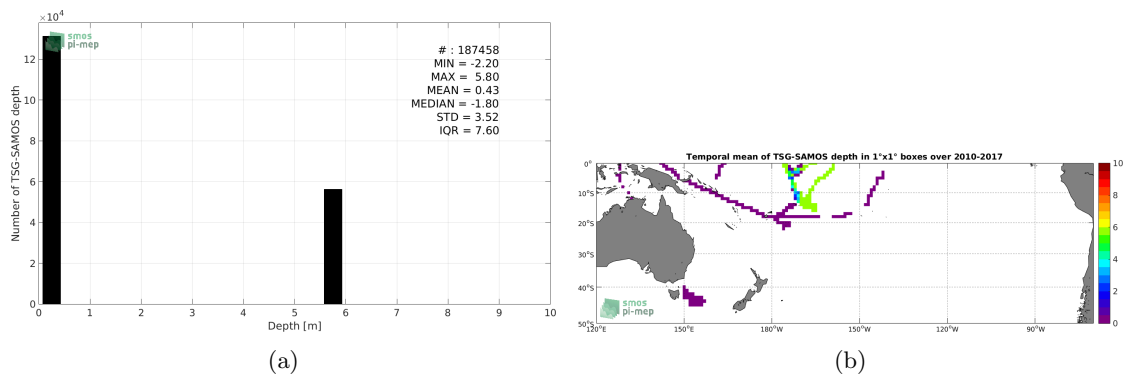 ×10⁴
smos
pi-mep
# : 187458
MIN = -2.20
MAX = 5.80
MEAN = 0.43
MEDIAN = -1.80
STD = 3.52
IQR = 7.60
12
10
8
6
4
2
0
Number of TSG-SAMOS depth
0 1 2 3 4 5 6 7 8 9 10
Depth [m]
(a)
Temporal mean of TSG-SAMOS depth in 1°x1° boxes over 2010-2017
0°
10°S
20°S
30°S
40°S
50°S
120°E 150°E 180°W 150°W 120°W 90°W
smos
pi-mep
10
8
6
4
2
0
(b)